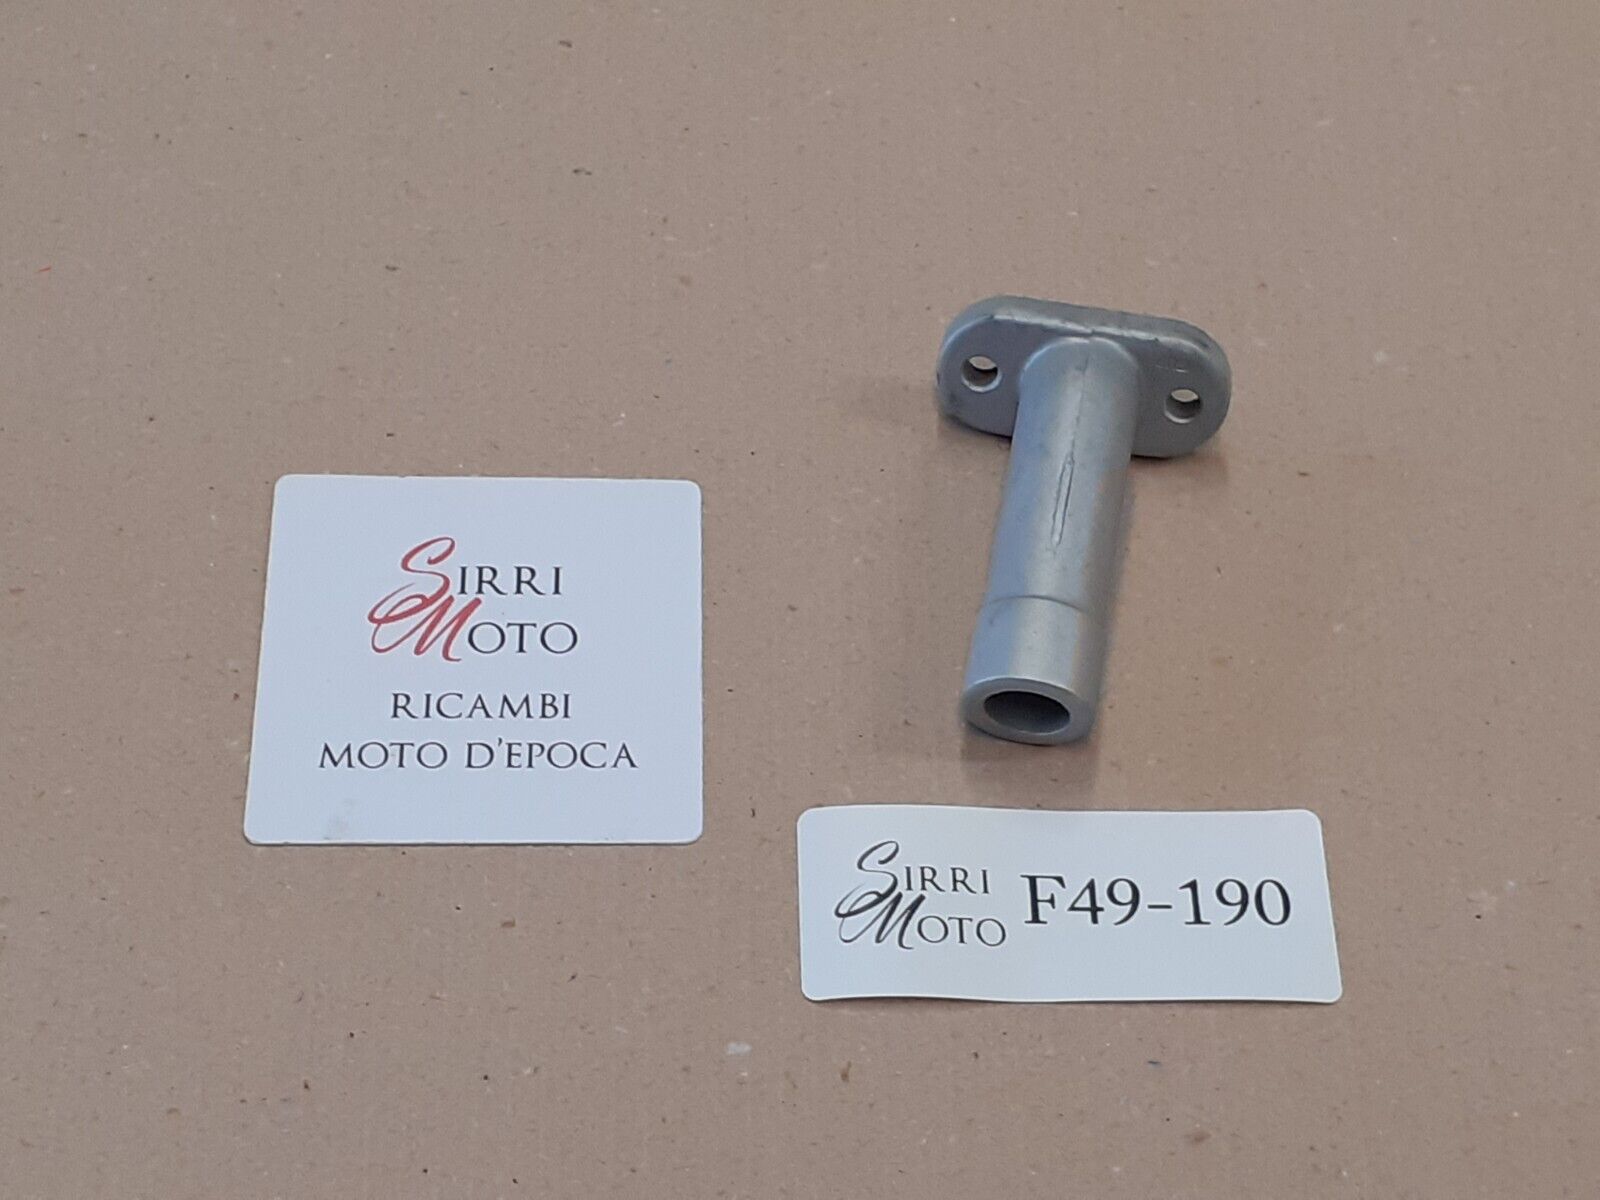 SIRRI
MOTO
RICAMBI
MOTO D'EPOCA
SIRRI
MOTO
F49-190